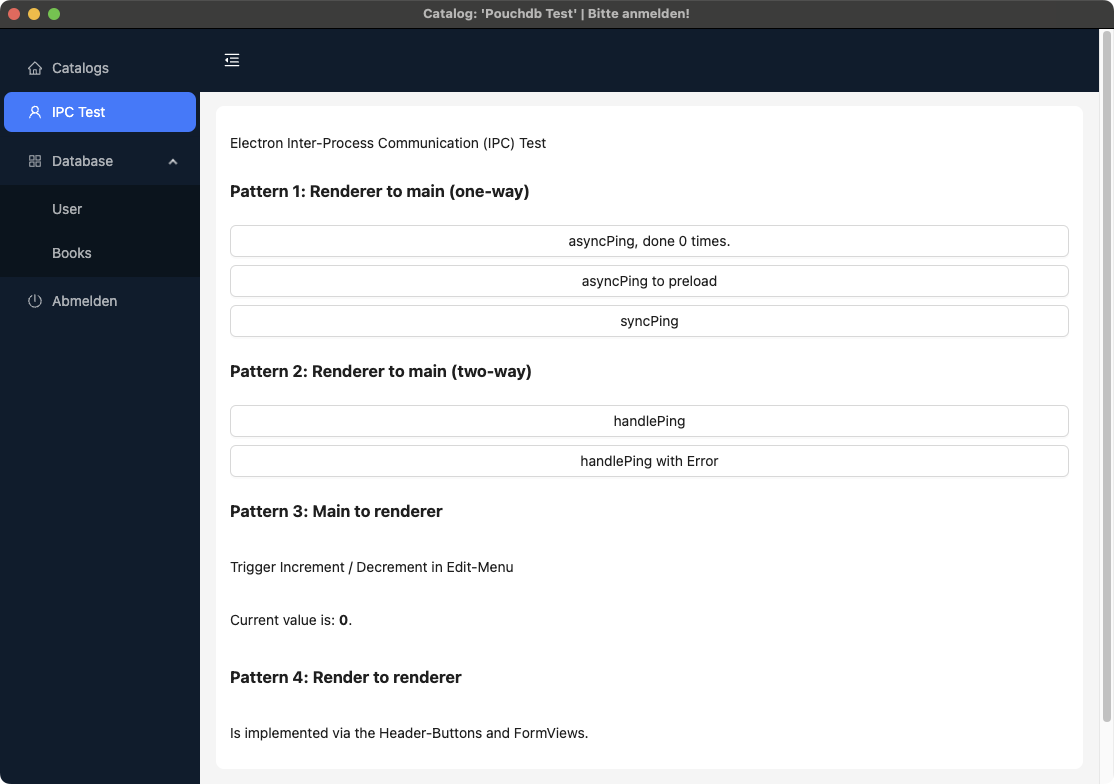 Catalog: 'Pouchdb Test' | Bitte anmelden!
Catalogs
IPC Test
Database
User
Books
Abmelden
Electron Inter-Process Communication (IPC) Test
Pattern 1: Renderer to main (one-way)
asyncPing, done 0 times.
asyncPing to preload
syncPing
Pattern 2: Renderer to main (two-way)
handlePing
handlePing with Error
Pattern 3: Main to renderer
Trigger Increment / Decrement in Edit-Menu
Current value is: 0.
Pattern 4: Render to renderer
Is implemented via the Header-Buttons and FormViews.